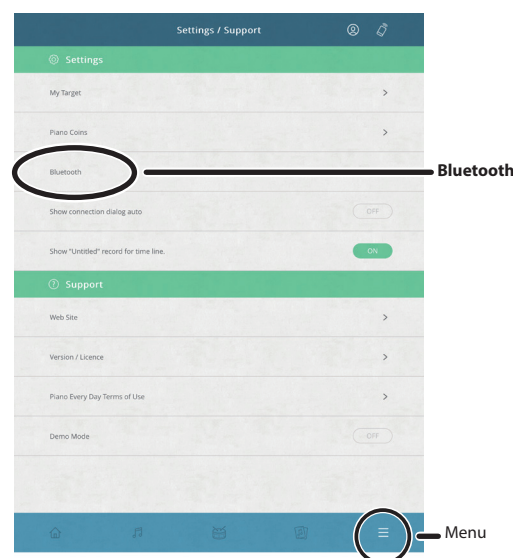 Settings / Support
Settings
My Target
Piano Coins
Bluetooth
Bluetooth
Show connection dialog auto
OFF
Show "Untitled" record for time line.
ON
Support
Web Site
Version / Licence
Piano Every Day Terms of Use
Demo Mode
OFF
Menu